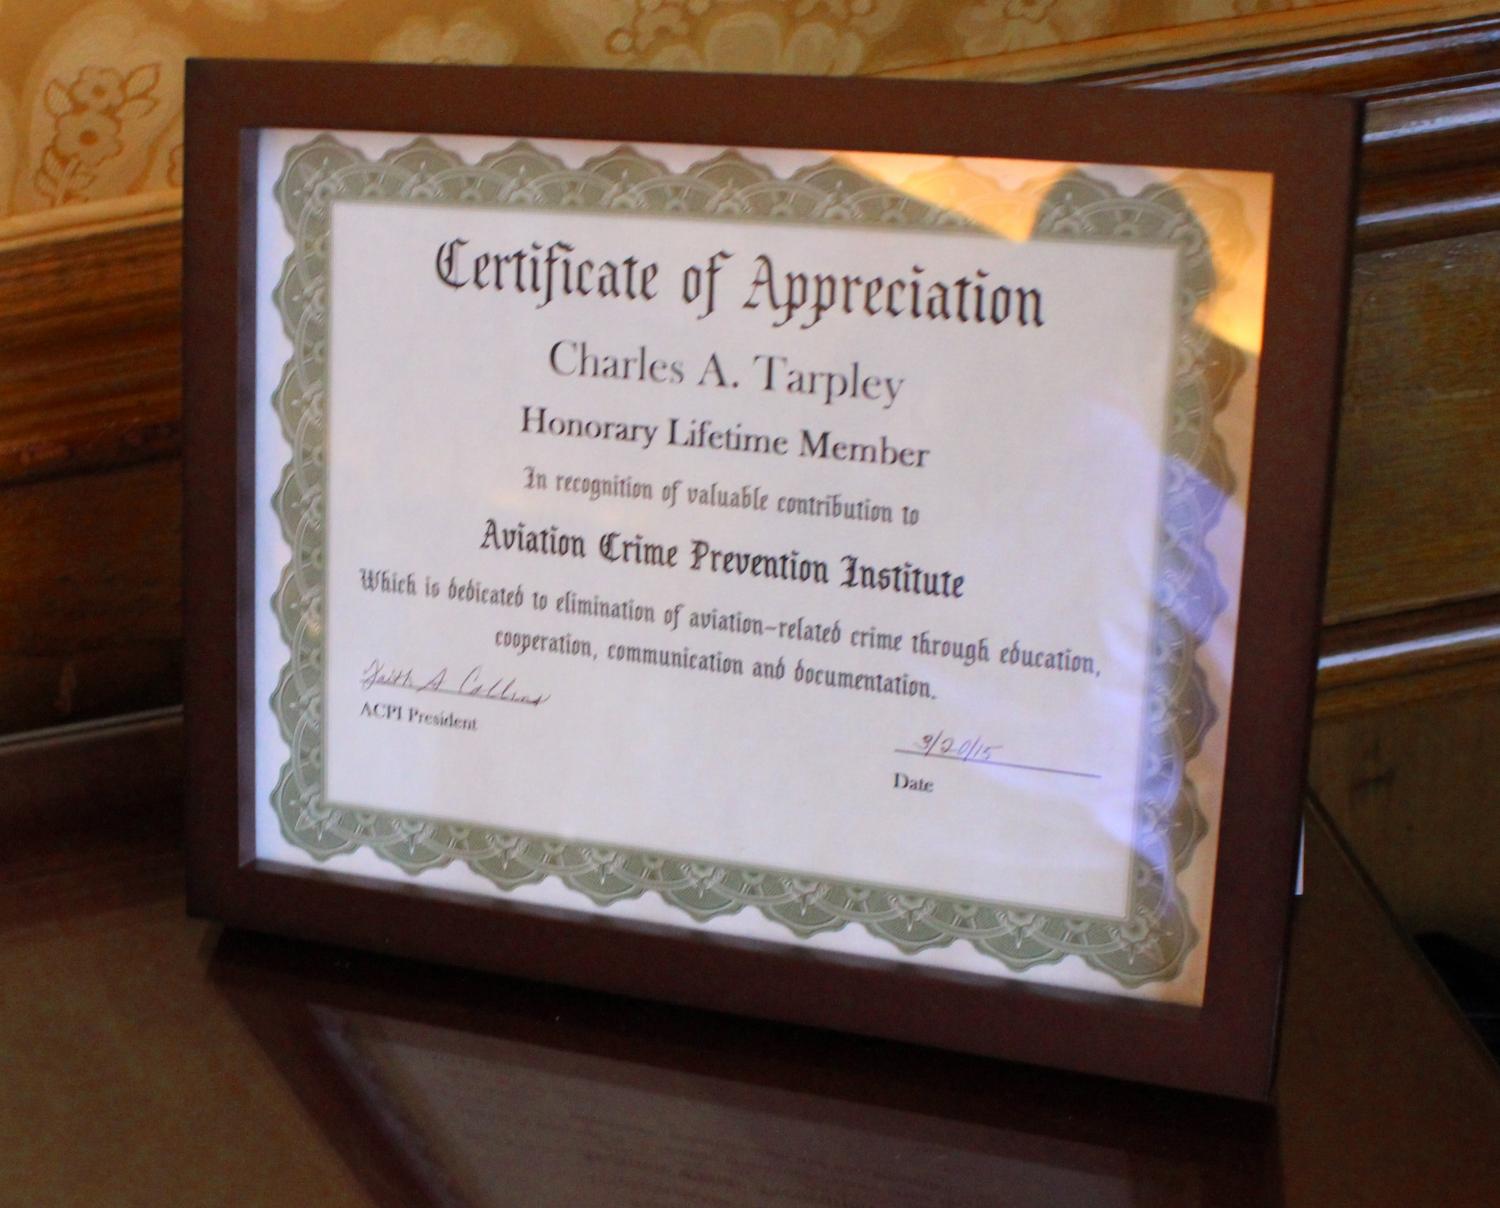 Certificate of Appreciation
Charles A. Tarpley
Honorary Lifetime Member
In recognition of valuable contribution to
Aviation Crime Prevention Institute
Which is dedicated to elimination of aviation-related crime through education,
cooperation, communication and documentation.
Keith A Collins
ACPI President
3/20/15
Date